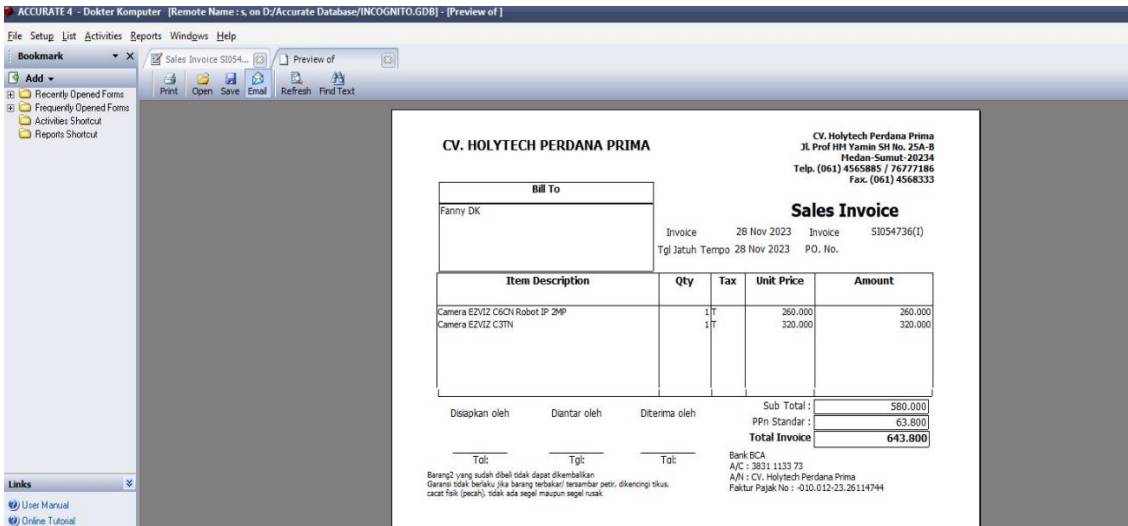 ACCURATE 4 - Dokter Komputer [Remote Name : s, on D:/Accurate Database/INCOGNITO.GDB] - [Preview of ]
File Setup List Activities Reports Windows Help
Bookmark
Add
Recently Opened Forms
Frequently Opened Forms
Activities Shortcut
Reports Shortcut
Links
User Manual
Online Tutorial
Sales Invoice SI054... Preview of
Print Open Save Email Refresh Find Text
CV. HOLYTECH PERDANA PRIMA
CV. Holytech Perdana Prima
Jl. Prof HM Yamin SH No. 25A-B
Medan-Sumut-20234
Telp. (061) 4565885 / 76777186
Fax. (061) 4568333
Bill To
Fanny DK
Sales Invoice
Invoice 28 Nov 2023 Invoice SI054736(I)
Tgl Jatuh Tempo 28 Nov 2023 PO. No.
Item Description Qty Tax Unit Price Amount
Camera EZVIZ C6CN Robot IP 2MP 1 T 260.000 260.000
Camera EZVIZ C3TN 1 T 320.000 320.000
Sub Total : 580.000
PPn Standar : 63.800
Total Invoice 643.800
Disiapkan oleh Diantar oleh Diterima oleh
Tgl: Tgl: Tgl:
Barang2 yang sudah dibeli tidak dapat dikembalikan
Garansi tidak berlaku jika barang terbakar/ tersambar petir, dikencingi tikus,
cacat fisik (pecah), tidak ada segel maupun segel rusak
Bank BCA
A/C : 3831 1133 73
A/N : CV. Holytech Perdana Prima
Faktur Pajak No : -010.012-23.26114744